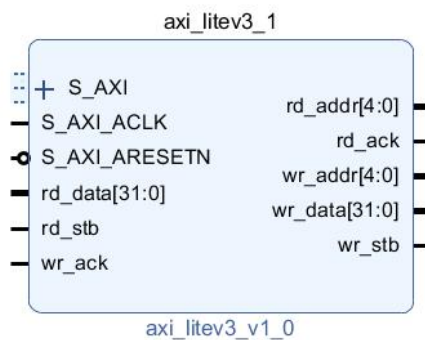 axi_litev3_1
S_AXI
S_AXI_ACLK
S_AXI_ARESETN
rd_data[31:0]
rd_stb
wr_ack
rd_addr[4:0]
rd_ack
wr_addr[4:0]
wr_data[31:0]
wr_stb
axi_litev3_v1_0